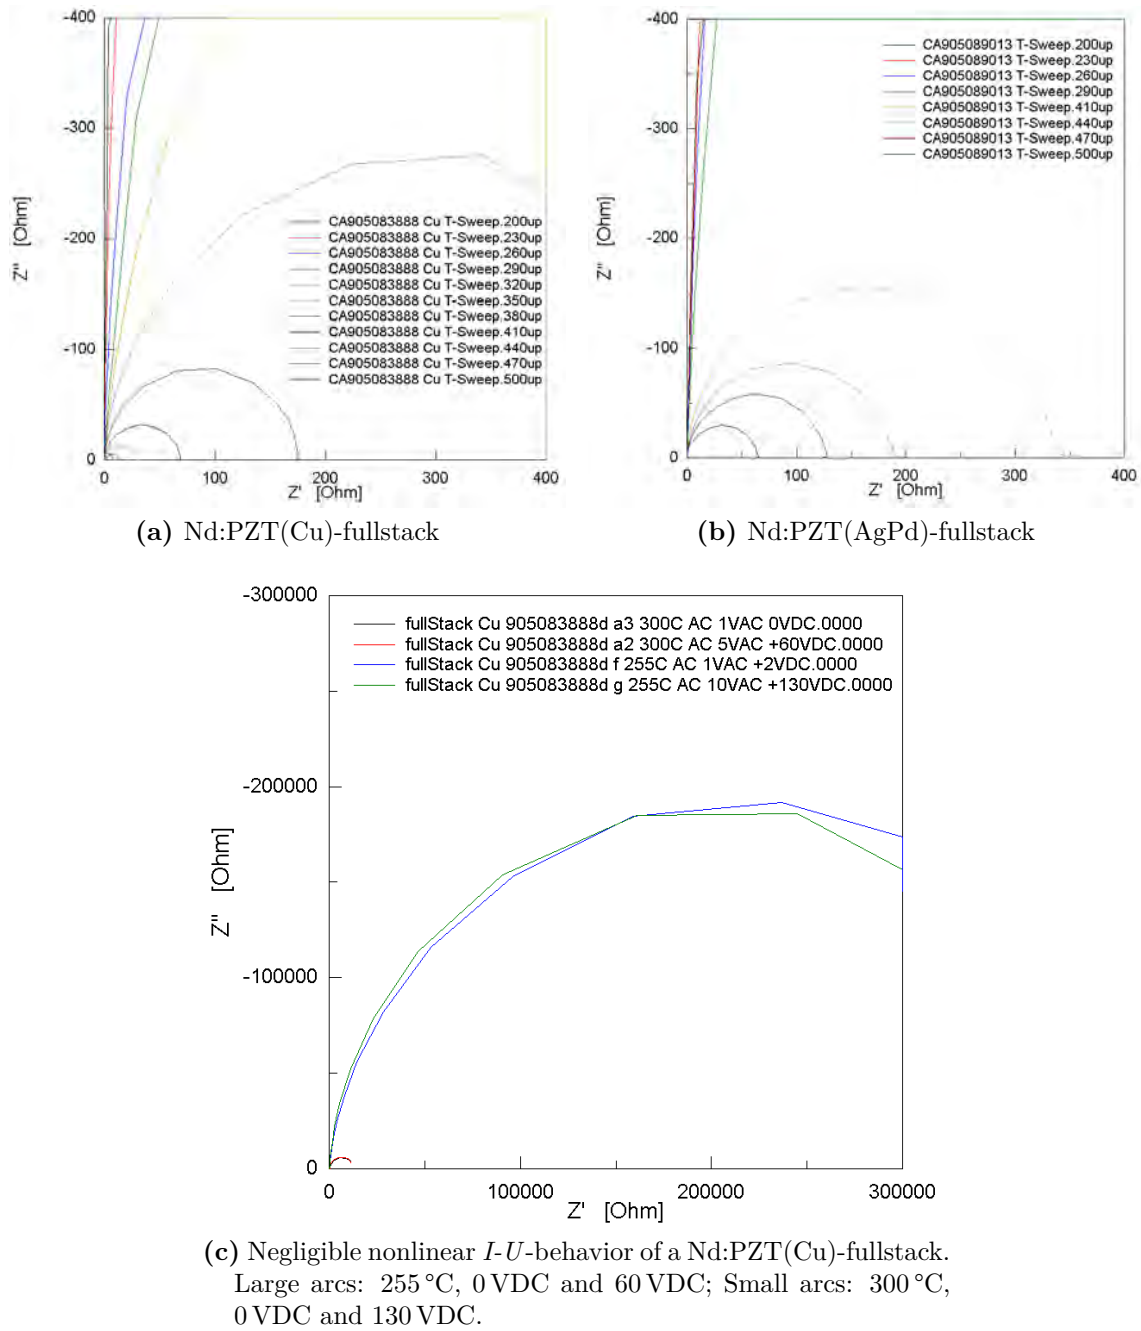 -400
-300
-200
-100
0
Z" [Ohm]
CA905083888 Cu T-Sweep.200up
CA905083888 Cu T-Sweep.230up
CA905083888 Cu T-Sweep.260up
CA905083888 Cu T-Sweep.290up
CA905083888 Cu T-Sweep.320up
CA905083888 Cu T-Sweep.350up
CA905083888 Cu T-Sweep.380up
CA905083888 Cu T-Sweep.410up
CA905083888 Cu T-Sweep.440up
CA905083888 Cu T-Sweep.470up
CA905083888 Cu T-Sweep.500up
0 100 200 300 400
Z' [Ohm]
(a) Nd:PZT(Cu)-fullstack
-400
-300
-200
-100
0
Z" [Ohm]
CA905089013 T-Sweep.200up
CA905089013 T-Sweep.230up
CA905089013 T-Sweep.260up
CA905089013 T-Sweep.290up
CA905089013 T-Sweep.410up
CA905089013 T-Sweep.440up
CA905089013 T-Sweep.470up
CA905089013 T-Sweep.500up
0 100 200 300 400
Z' [Ohm]
(b) Nd:PZT(AgPd)-fullstack
-300000
-200000
-100000
0
Z" [Ohm]
fullStack Cu 905083888d a3 300C AC 1VAC 0VDC.0000
fullStack Cu 905083888d a2 300C AC 5VAC +60VDC.0000
fullStack Cu 905083888d f 255C AC 1VAC +2VDC.0000
fullStack Cu 905083888d g 255C AC 10VAC +130VDC.0000
0 100000 200000 300000
Z' [Ohm]
(c) Negligible nonlinear I-U-behavior of a Nd:PZT(Cu)-fullstack.
Large arcs: 255 °C, 0 VDC and 60 VDC; Small arcs: 300 °C,
0 VDC and 130 VDC.